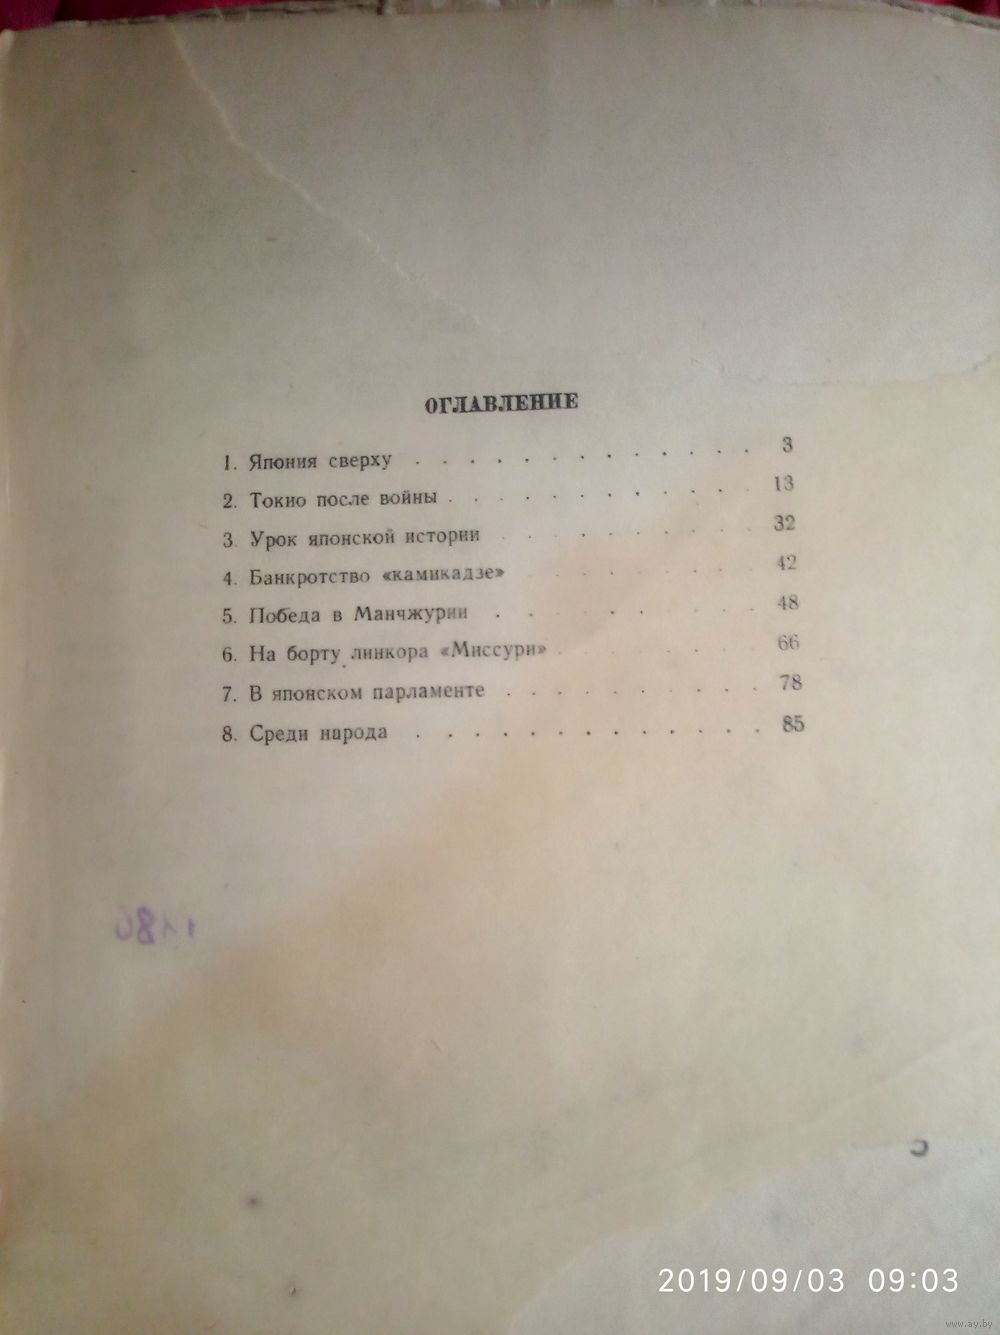 ОГЛАВЛЕНИЕ
1. Япония сверху . . . . . . . . . . . . . 3
2. Токио после войны . . . . . . . . . . . 13
3. Урок японской истории . . . . . . . . . 32
4. Банкротство «камикадзе» . . . . . . . 42
5. Победа в Манчжурии . . . . . . . . . 48
6. На борту линкора «Миссури» . . . . . . 66
7. В японском парламенте . . . . . . . . . . 78
8. Среди народа . . . . . . . . . . . . . 85
2019/09/03 09:03
www.ay.by